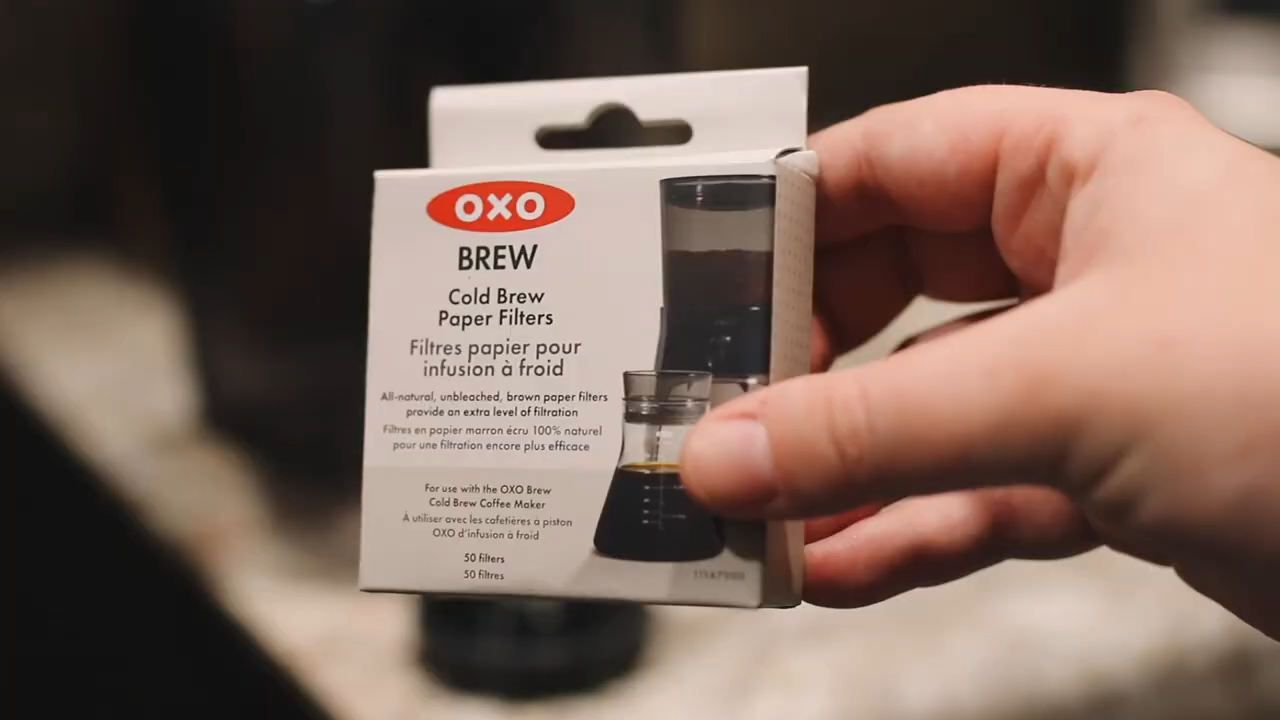 OXO
BREW
Cold Brew
Paper Filters
Filtres papier pour
infusion à froid
All-natural, unbleached, brown paper filters
provide an extra level of filtration
Filtres en papier marron écru 100% naturel
pour une filtration encore plus efficace
For use with the OXO Brew
Cold Brew Coffee Maker
À utiliser avec les cafetières à piston
OXO d'infusion à froid
50 filters
50 filtres